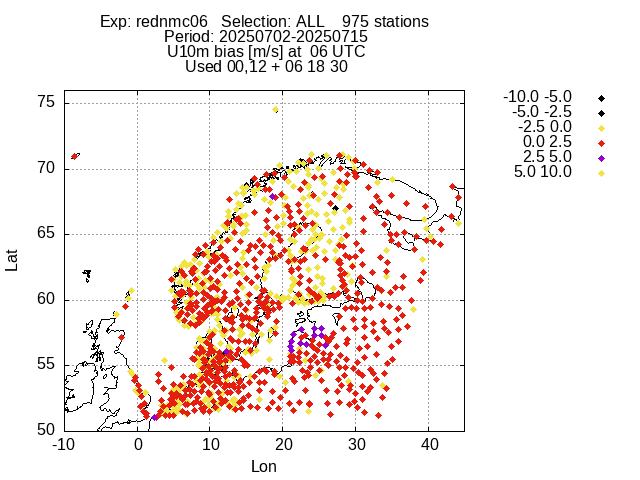 Exp: rednmc06   Selection: ALL    975 stations
Period: 20250702-20250715
U10m bias [m/s] at  06 UTC
Used 00,12 + 06 18 30
-10.0 -5.0
-5.0 -2.5
-2.5 0.0
0.0 2.5
2.5 5.0
5.0 10.0
75
70
65
60
55
50
Lat
-10 0 10 20 30 40
Lon